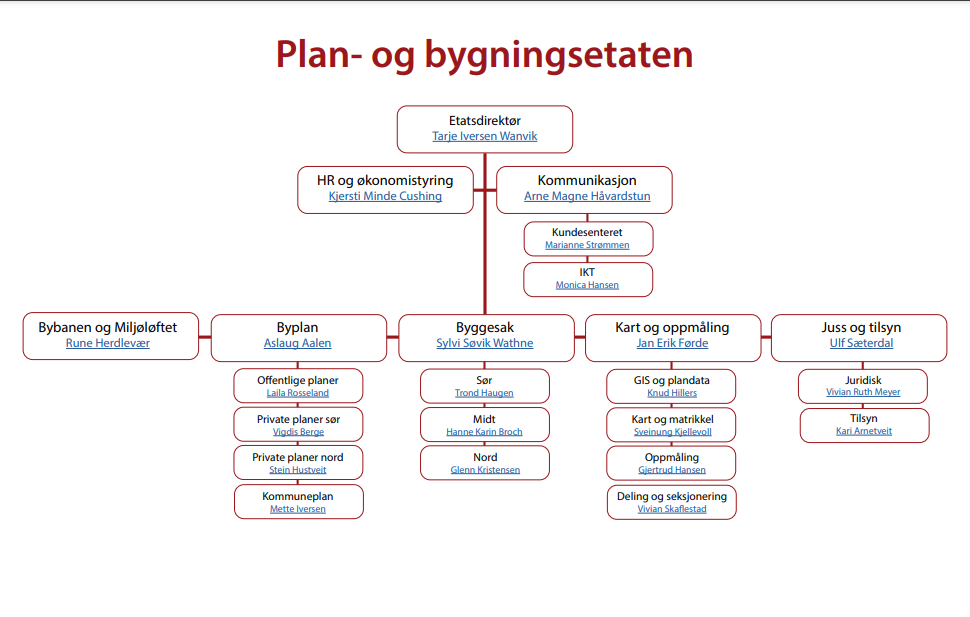 Plan- og bygningsetaten
Etatsdirektør
Tarje Iversen Wanvik
HR og økonomistyring
Kjersti Minde Cushing
Kommunikasjon
Arne Magne Håvardstun
Kundesenteret
Marianne Strømmen
IKT
Monica Hansen
Bybanen og Miljøløftet
Rune Herdlevær
Byplan
Aslaug Aalen
Offentlige planer
Laila Rosseland
Private planer sør
Vigdis Berge
Private planer nord
Stein Hustveit
Kommuneplan
Mette Iversen
Byggesak
Sylvi Søvik Wathne
Sør
Trond Haugen
Midt
Hanne Karin Broch
Nord
Glenn Kristensen
Kart og oppmåling
Jan Erik Førde
GIS og plandata
Knud Hillers
Kart og matrikkel
Sveinung Kjellevoll
Oppmåling
Gjertrud Hansen
Deling og seksjonering
Vivian Skaflestad
Juss og tilsyn
Ulf Sæterdal
Juridisk
Vivian Ruth Meyer
Tilsyn
Kari Arnetveit